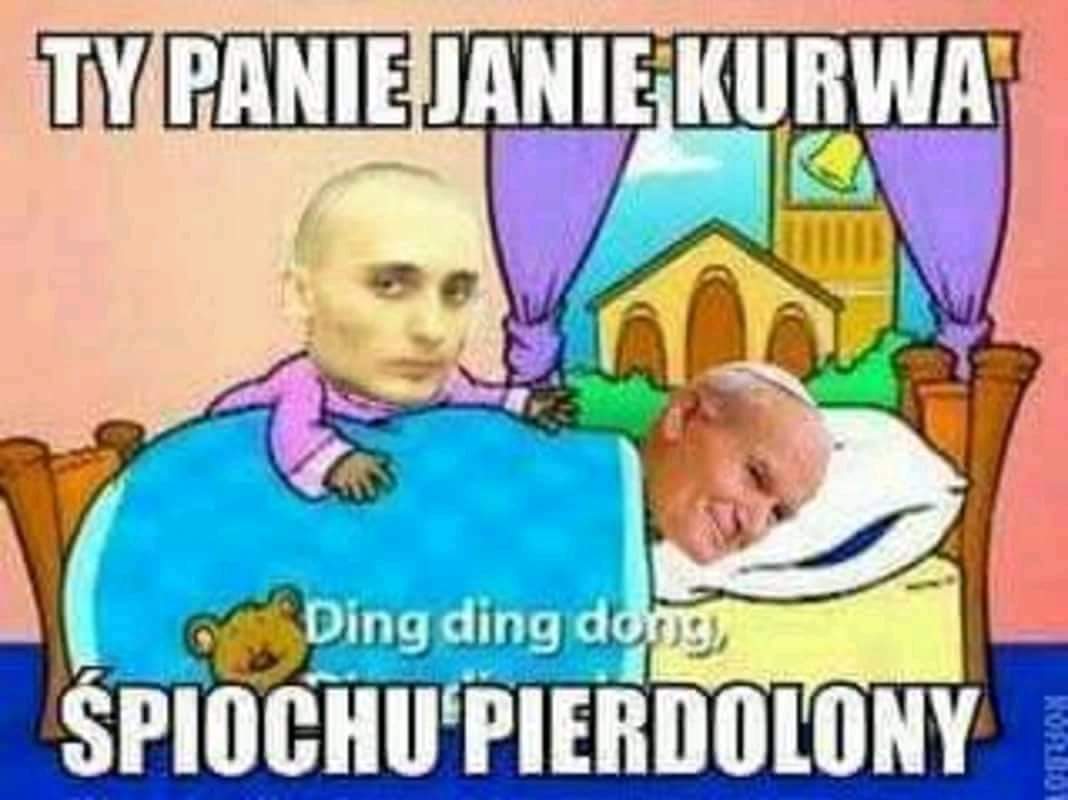 TY PANIE JANIE KURWA
Ding ding dong,
ŚPIOCHU PIERDOLONY